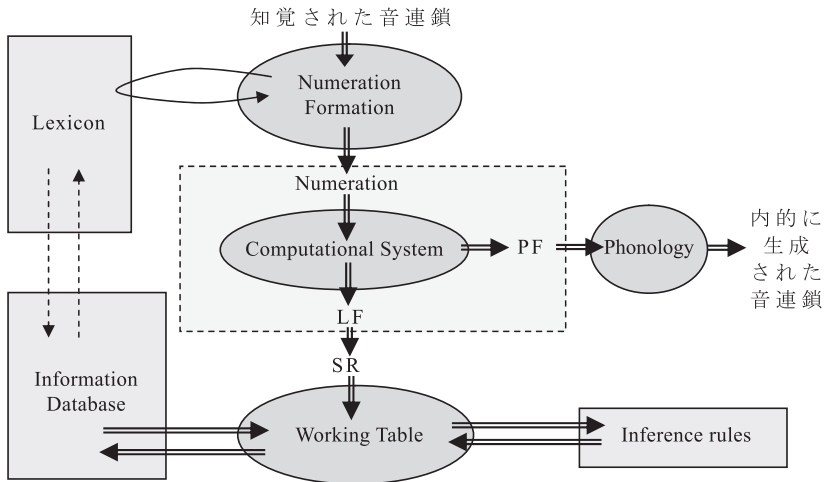 知覚された音連鎖
Numeration
Formation
Lexicon
Numeration
Computational System
PF
Phonology
内的に
生成
された
音連鎖
LF
SR
Information
Database
Working Table
Inference rules